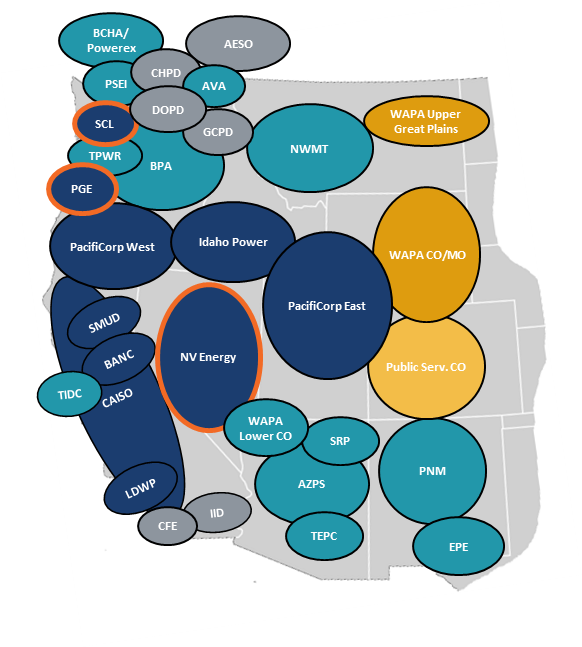 BCHA/
Powerex
AESO
CHPD
PSEI
AVA
DOPD
SCL
GCPD
WAPA Upper
Great Plains
NWMT
TPWR
BPA
PGE
PacifiCorp West
Idaho Power
WAPA CO/MO
PacifiCorp East
SMUD
BANC
NV Energy
Public Serv. CO
TIDC
CAISO
WAPA
Lower CO
SRP
PNM
AZPS
LDWP
IID
CFE
TEPC
EPE